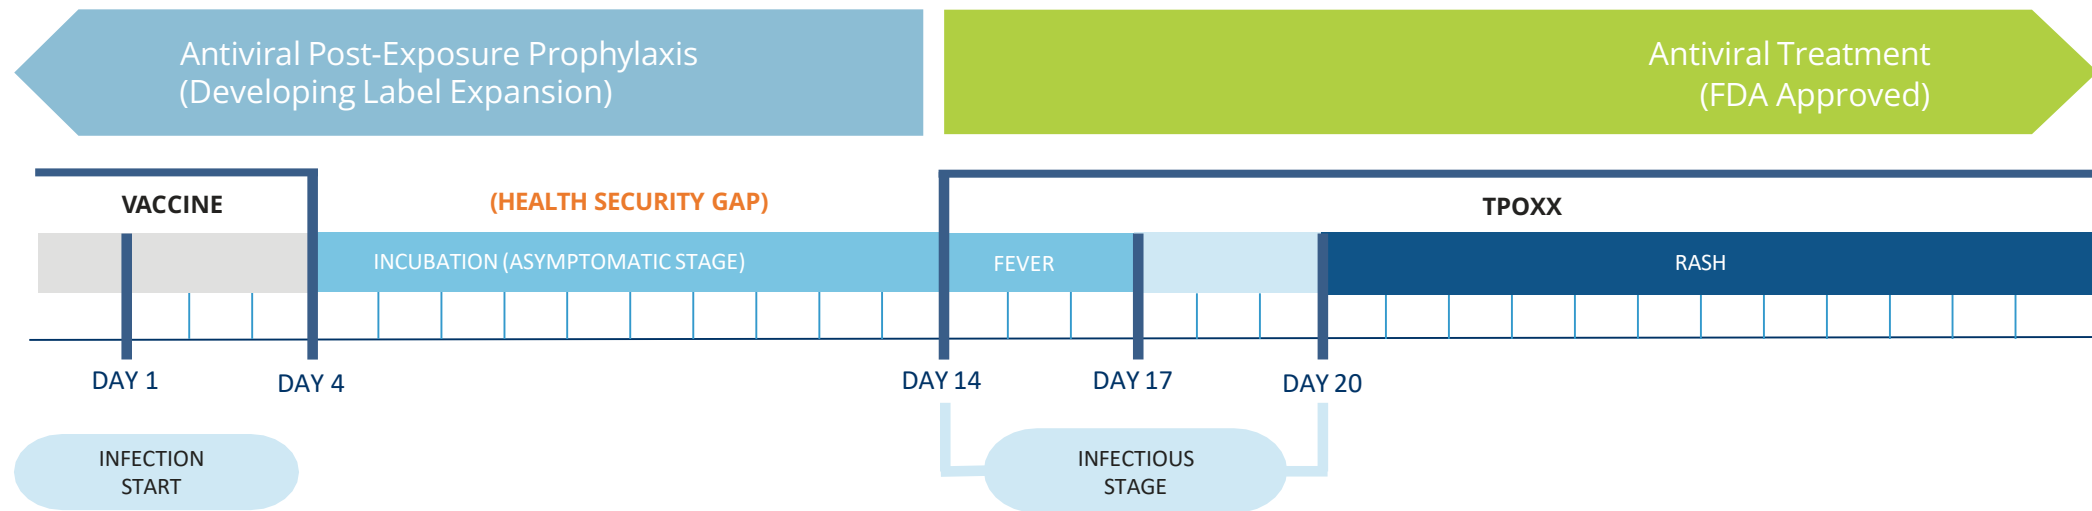 Antiviral Post-Exposure Prophylaxis
(Developing Label Expansion)
Antiviral Treatment
(FDA Approved)
VACCINE
(HEALTH SECURITY GAP)
TPOXX
INCUBATION (ASYMPTOMATIC STAGE)
FEVER
RASH
DAY 1
DAY 4
DAY 14
DAY 17
DAY 20
INFECTION
START
INFECTIOUS
STAGE